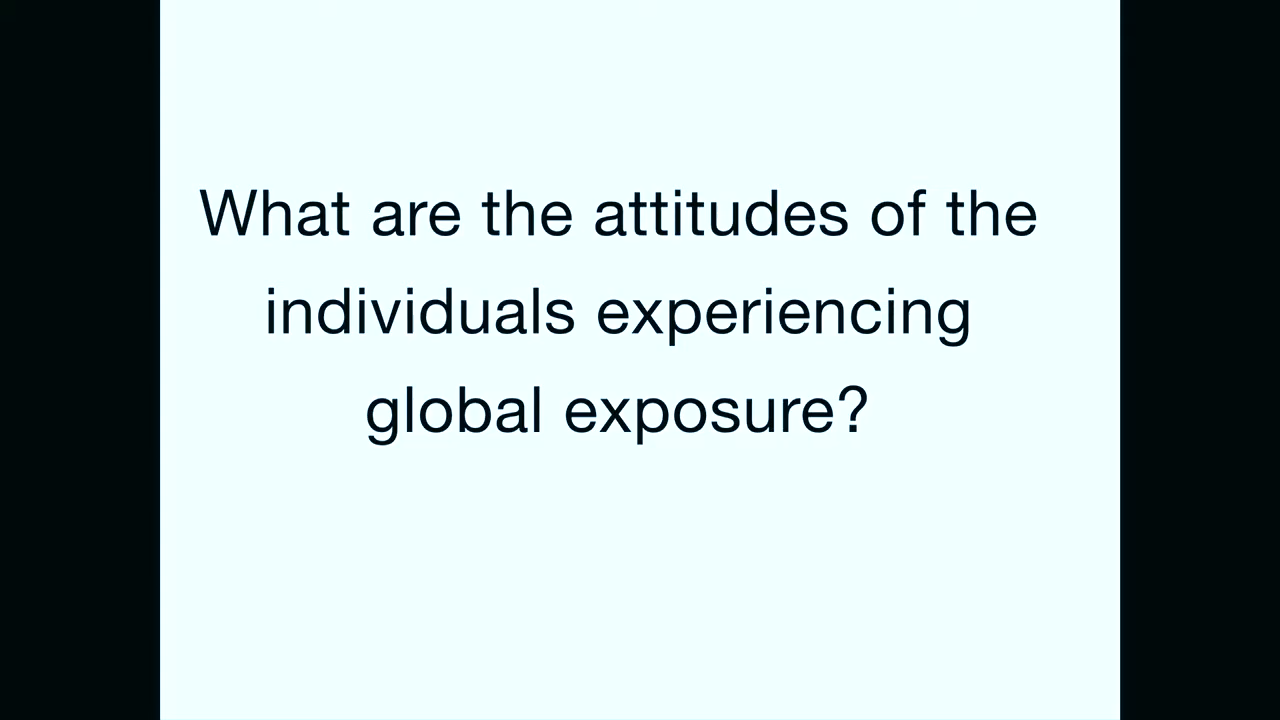 What are the attitudes of the
individuals experiencing
global exposure?